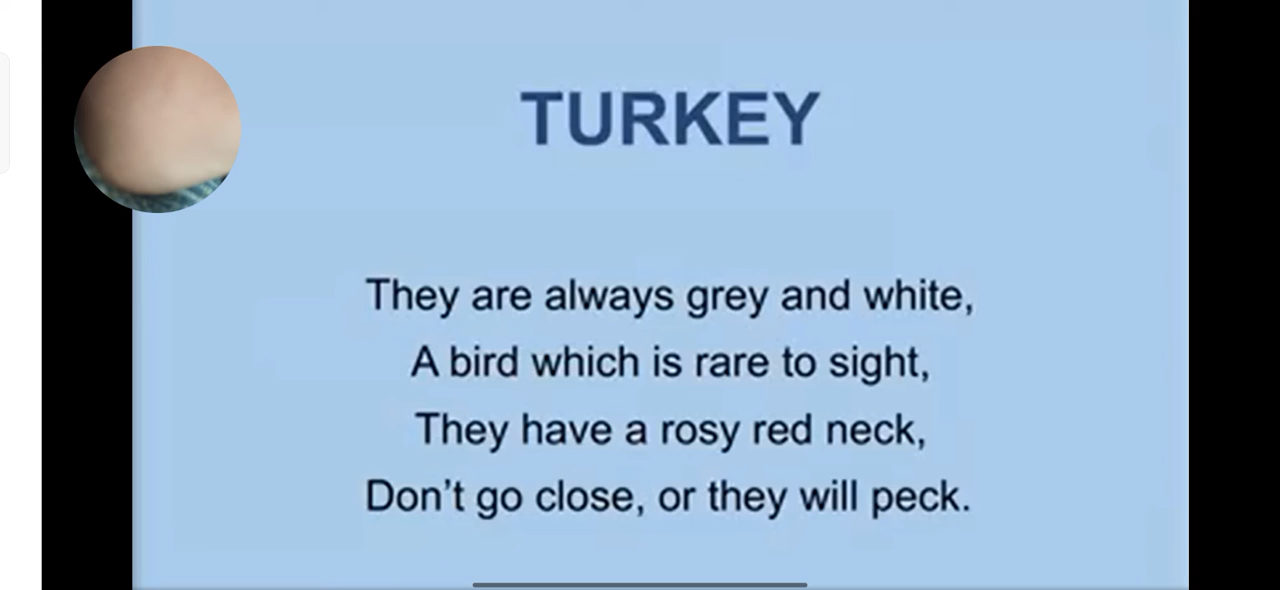 TURKEY
They are always grey and white,
A bird which is rare to sight,
They have a rosy red neck,
Don't go close, or they will peck.